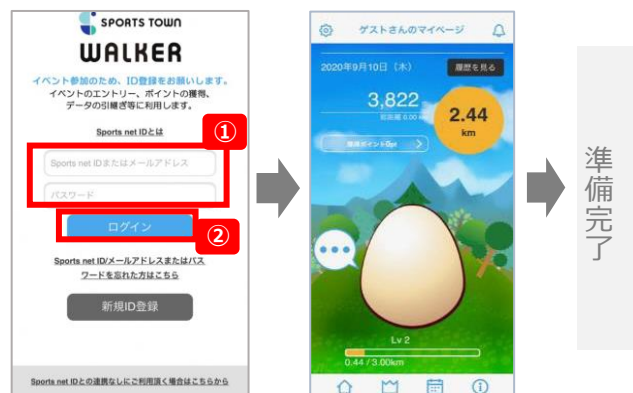 SPORTS TOWN
WALKER
イベント参加のため、ID登録をお願いします。
イベントのエントリー、ポイントの獲得、
データの引継ぎ等に利用します。
Sports net IDとは
①
Sports net IDまたはメールアドレス
パスワード
ログイン
②
Sports net ID/メールアドレスまたはパス
ワードを忘れた方はこちら
新規ID登録
Sports net IDとの連携なしにご利用頂く場合はこちらから
ゲストさんのマイページ
2020年9月10日（木）
履歴を見る
3,822
2.44
km
Lv 2
0.44 / 3.00km
準備完了